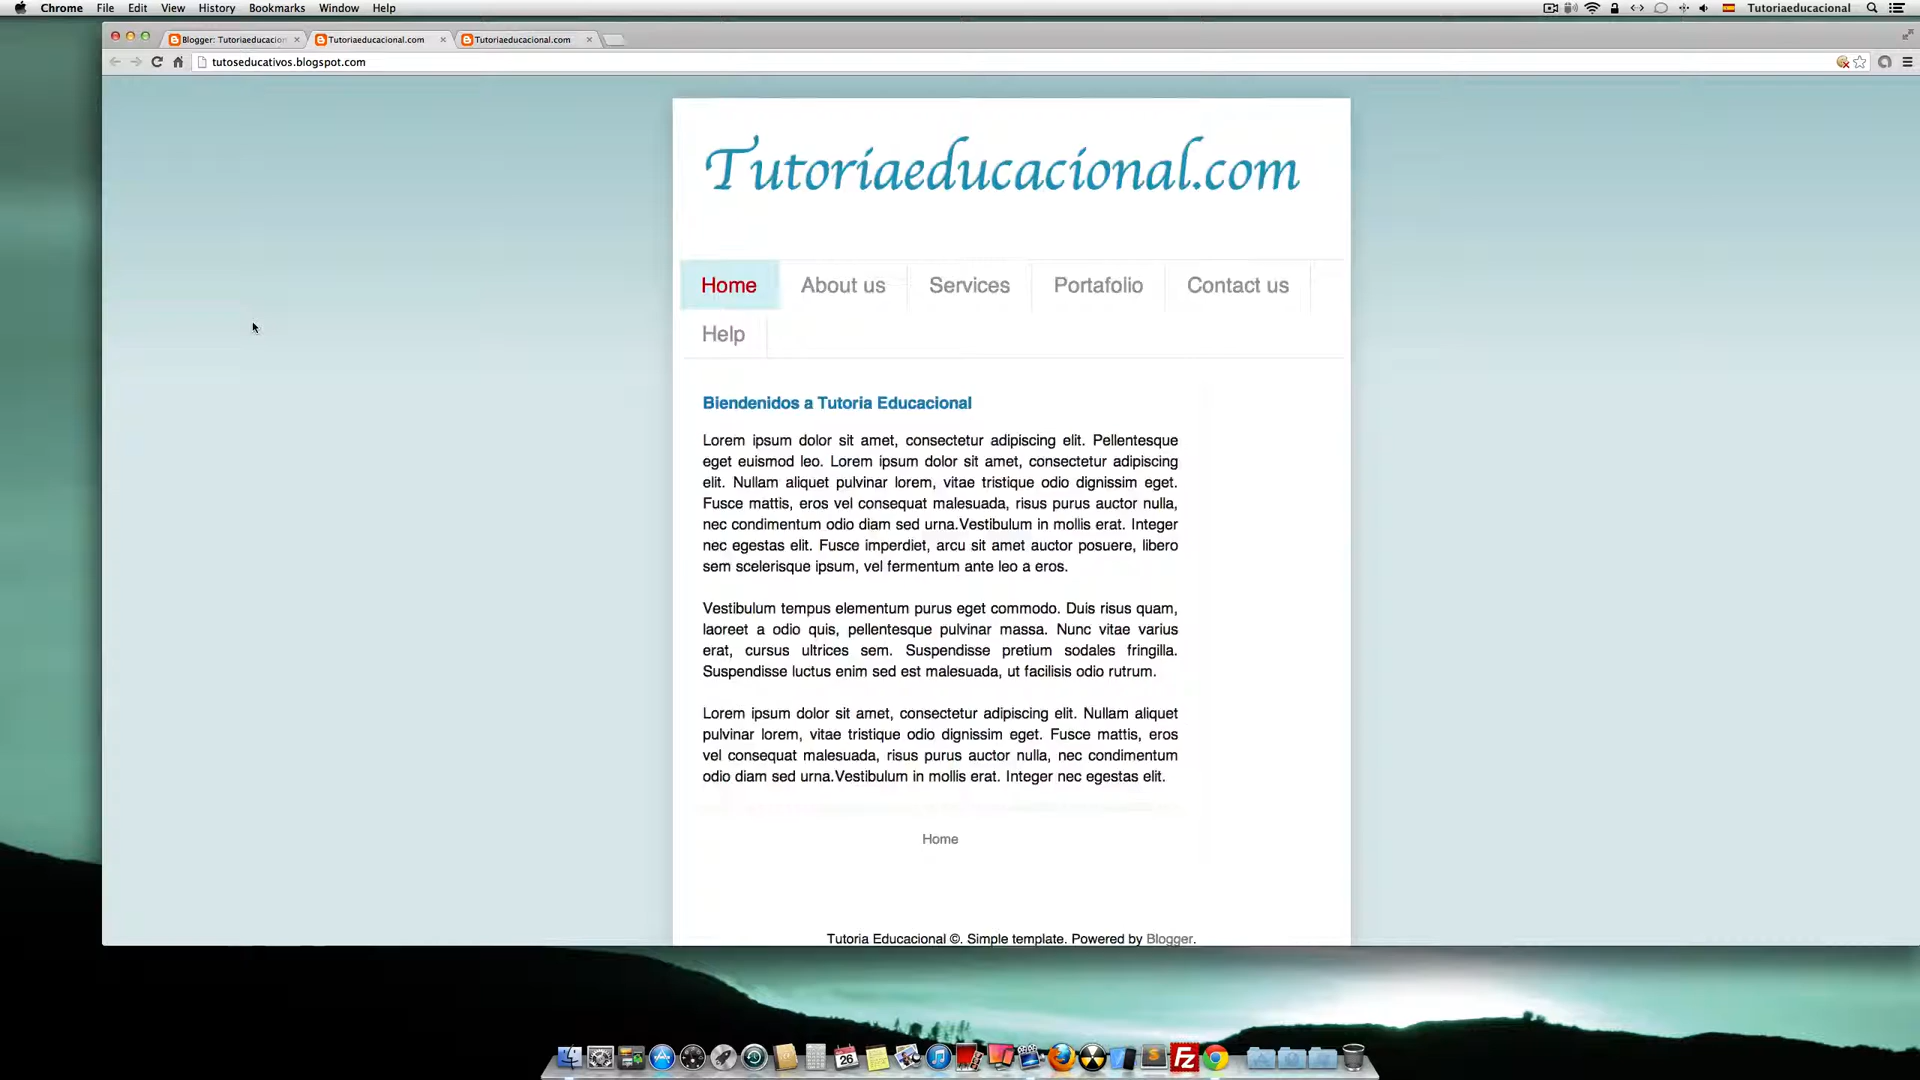 Chrome File Edit View History Bookmarks Window Help Tutoriaeducacional
Blogger: Tutoriaeducacion Tutoriaeducacional.com Tutoriaeducacional.com
tutoseducativos.blogspot.com
Tutoriaeducacional.com
Home About us Services Portafolio Contact us
Help
Biendenidos a Tutoria Educacional
Lorem ipsum dolor sit amet, consectetur adipiscing elit. Pellentesque
eget euismod leo. Lorem ipsum dolor sit amet, consectetur adipiscing
elit. Nullam aliquet pulvinar lorem, vitae tristique odio dignissim eget.
Fusce mattis, eros vel consequat malesuada, risus purus auctor nulla,
nec condimentum odio diam sed urna.Vestibulum in mollis erat. Integer
nec egestas elit. Fusce imperdiet, arcu sit amet auctor posuere, libero
sem scelerisque ipsum, vel fermentum ante leo a eros.
Vestibulum tempus elementum purus eget commodo. Duis risus quam,
laoreet a odio quis, pellentesque pulvinar massa. Nunc vitae varius
erat, cursus ultrices sem. Suspendisse pretium sodales fringilla.
Suspendisse luctus enim sed est malesuada, ut facilisis odio rutrum.
Lorem ipsum dolor sit amet, consectetur adipiscing elit. Nullam aliquet
pulvinar lorem, vitae tristique odio dignissim eget. Fusce mattis, eros
vel consequat malesuada, risus purus auctor nulla, nec condimentum
odio diam sed urna.Vestibulum in mollis erat. Integer nec egestas elit.
Home
Tutoria Educacional ©. Simple template. Powered by Blogger.
26
FZ